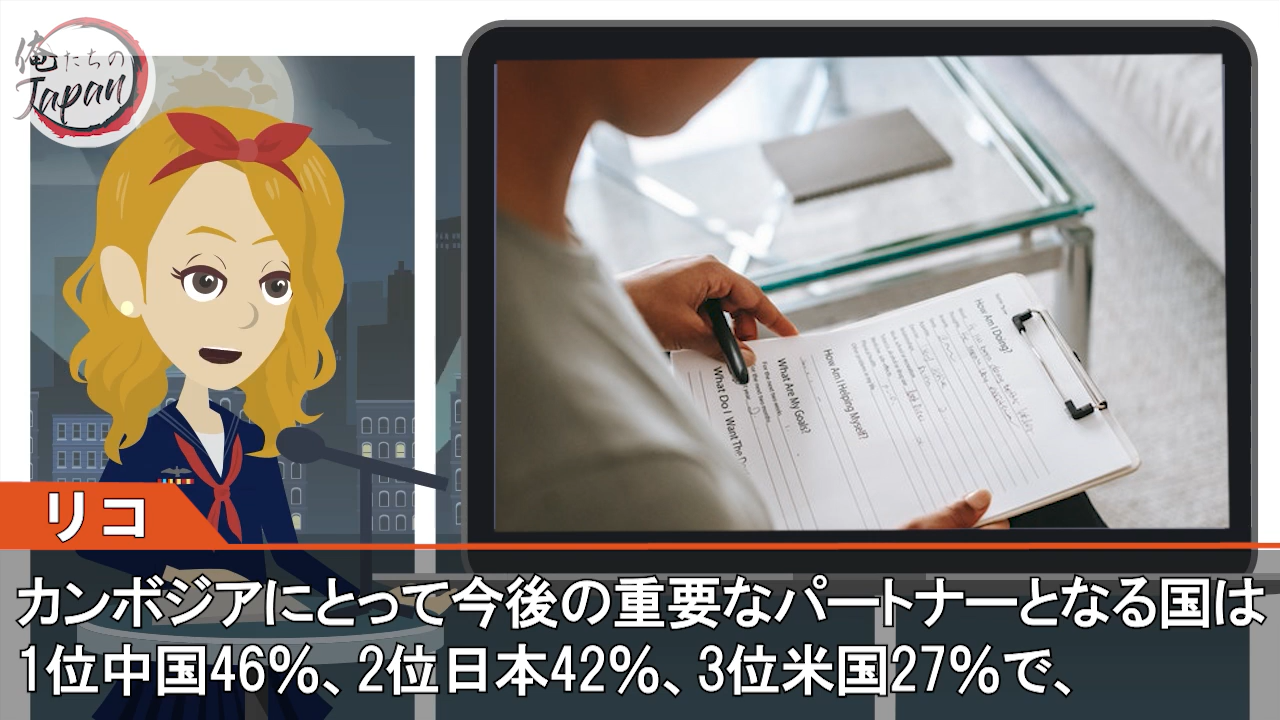 俺たちの
Japan
How Am I Doing?
How Am I Helping Myself?
What Are My Goals?
What Do I Want The
リコ
カンボジアにとって今後の重要なパートナーとなる国は
1位中国46%、2位日本42%、3位米国27%で、